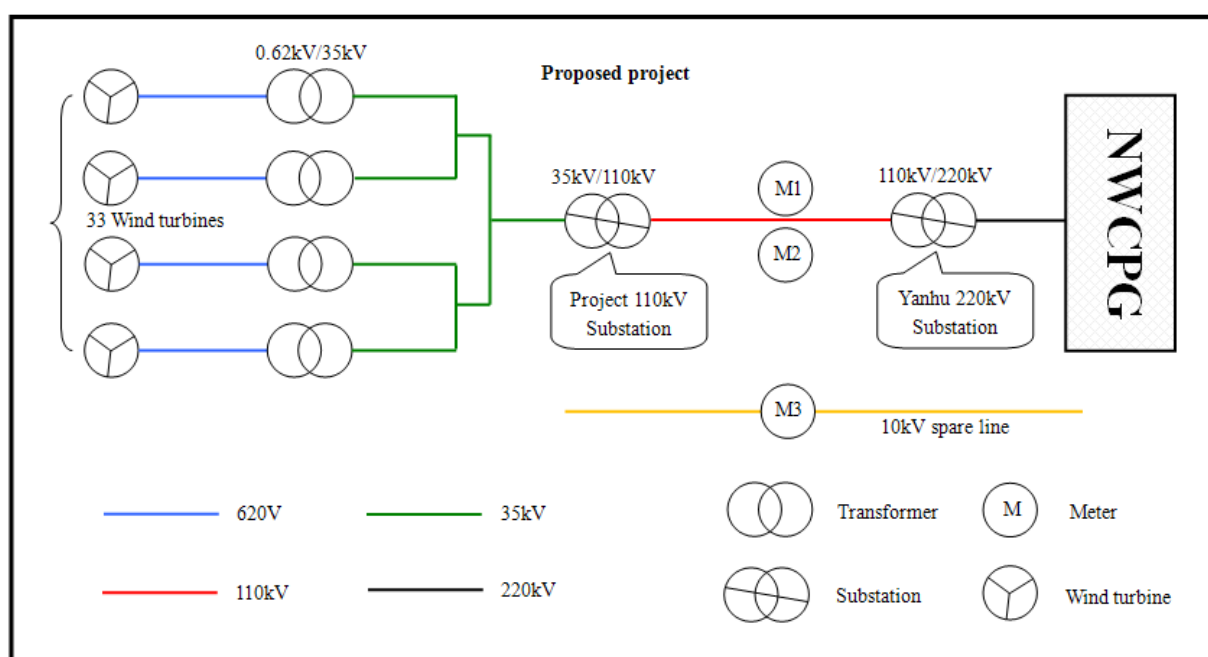 0.62kV/35kV
Proposed project
33 Wind turbines
35kV/110kV
M1
M2
110kV/220kV
NWCPG
Project 110kV
Substation
Yanhu 220kV
Substation
M3
10kV spare line
620V
35kV
Transformer
M
Meter
110kV
220kV
Substation
Wind turbine